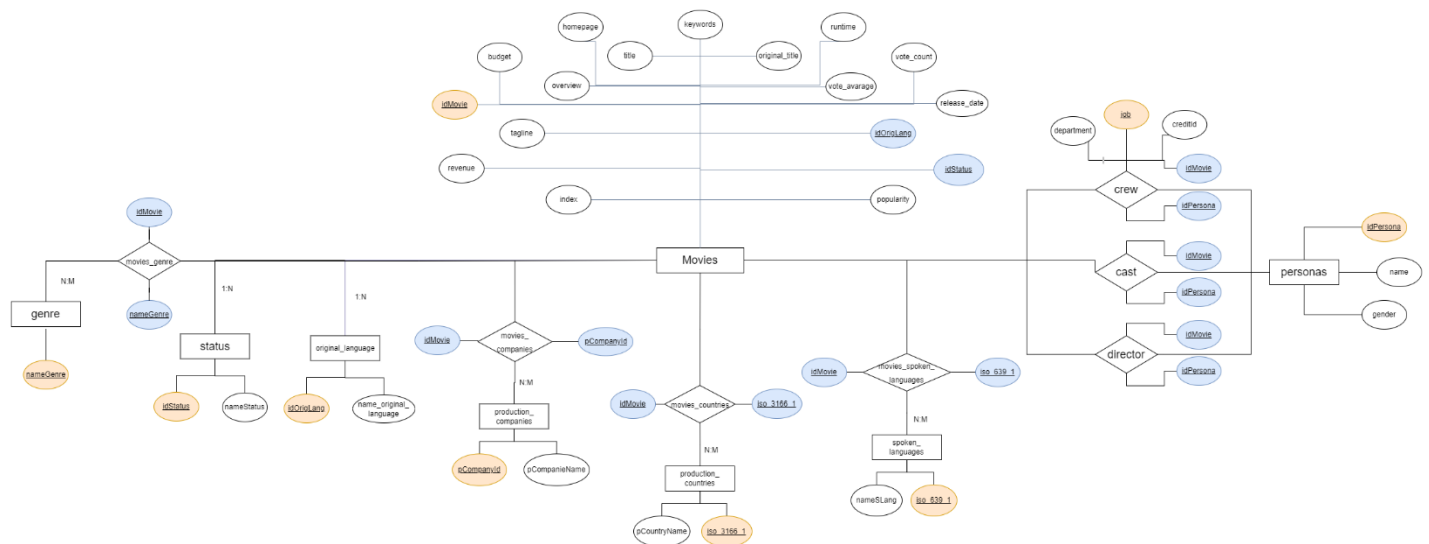 keywords
homepage
runtime
title
original_title
budget
vote_count
overview
vote_avarage
idMovie
release_date
tagline
idOrigLang
revenue
idStatus
index
popularity
Movies
idMovie
movies_genre
nameGenre
N:M
genre
nameGenre
1:N
status
idStatus
nameStatus
1:N
original_language
idOrigLang
name_original_
language
idMovie
movies_
companies
pCompanyId
N:M
production_
companies
pCompanyId
pCompanieName
idMovie
movies_countries
iso_3166_1
N:M
production_
countries
pCountryName
iso_3166_1
idMovie
movies_spoken_
languages
iso_639_1
N:M
spoken_
languages
nameSLang
iso_639_1
job
department
creditId
idMovie
crew
idPersona
idMovie
cast
idPersona
idMovie
director
idPersona
personas
idPersona
name
gender